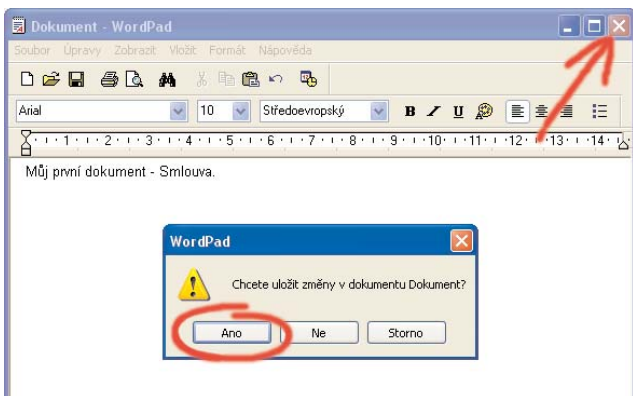 Dokument - WordPad
Soubor Úpravy Zobrazit Vložit Formát Nápověda
Arial 10 Středoevropský B / U
1 2 3 4 5 6 7 8 9 10 11 12 13 14
Můj první dokument - Smlouva.
WordPad
Chcete uložit změny v dokumentu Dokument?
Ano Ne Storno